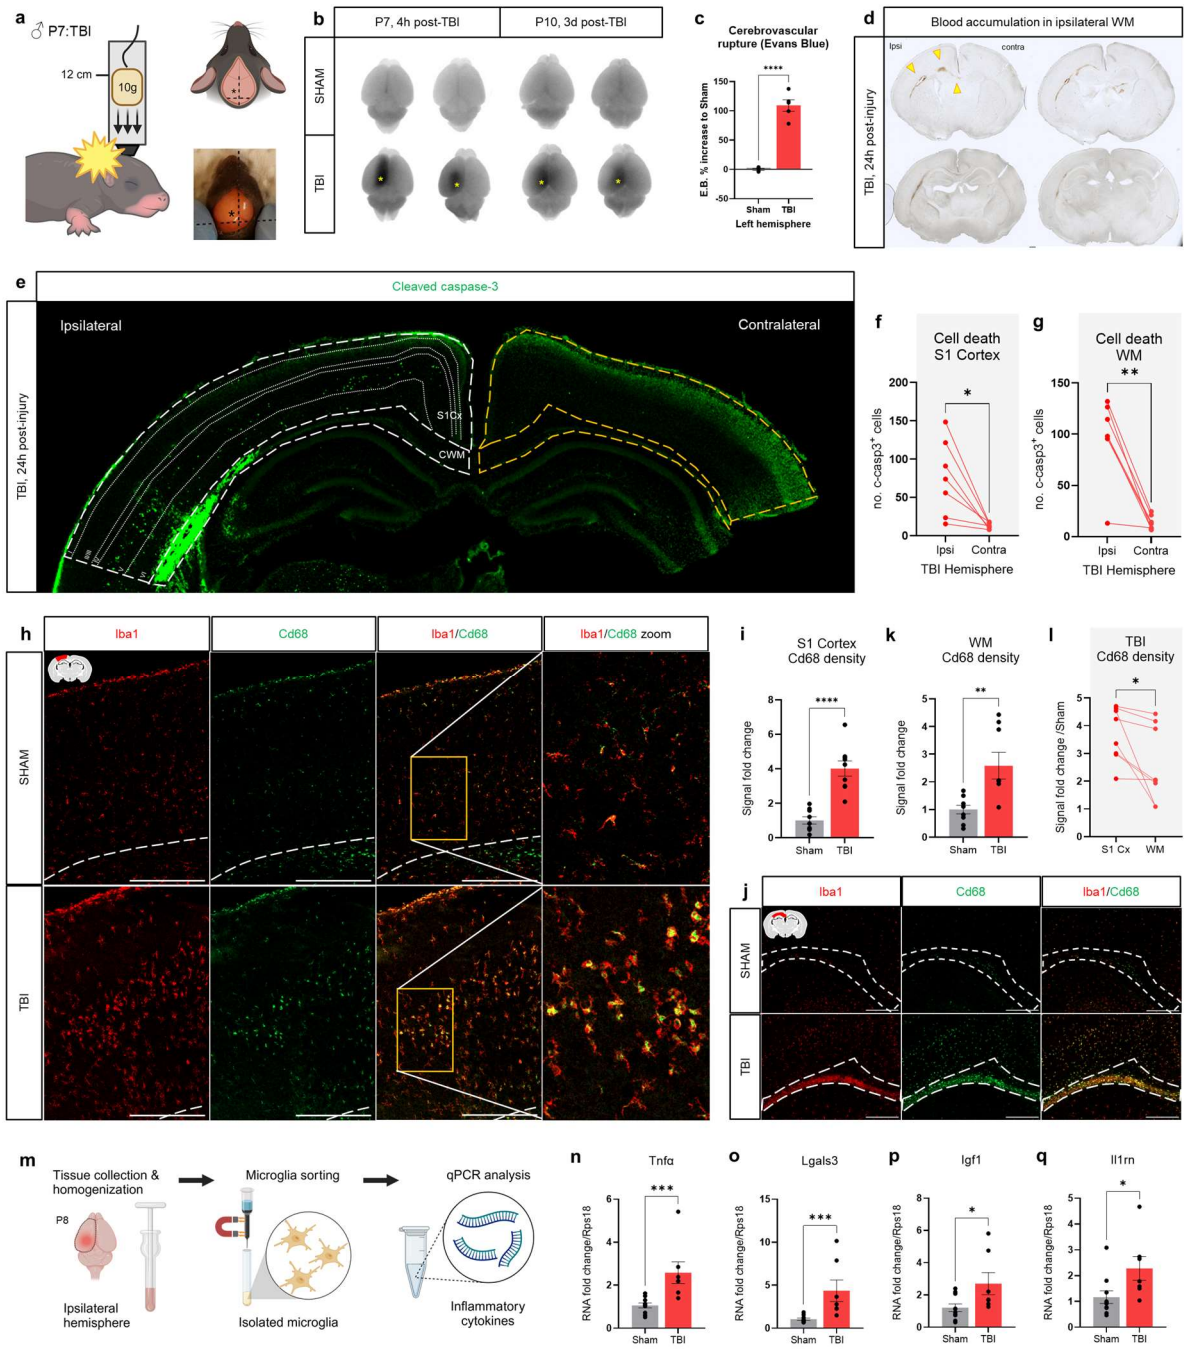 a
♂ P7:TBI
12 cm
10g
*
*
b
P7, 4h post-TBI
P10, 3d post-TBI
SHAM
TBI
*
*
*
*
c
Cerebrovascular
rupture (Evans Blue)
****
E.B. % increase to Sham
150
100
50
0
-50
Sham
TBI
Left hemisphere
d
Blood accumulation in ipsilateral WM
TBI, 24h post-injury
Ipsi
contra
e
Cleaved caspase-3
TBI, 24h post-injury
Ipsilateral
Contralateral
S1Cx
CWM
I
II/III
IV
V
VI
f
Cell death
S1 Cortex
*
no. c-casp3+ cells
200
150
100
50
0
Ipsi
Contra
TBI Hemisphere
g
Cell death
WM
**
no. c-casp3+ cells
150
100
50
0
Ipsi
Contra
TBI Hemisphere
h
Iba1
Cd68
Iba1/Cd68
Iba1/Cd68 zoom
SHAM
TBI
i
S1 Cortex
Cd68 density
****
Signal fold change
8
6
4
2
0
Sham
TBI
k
WM
Cd68 density
**
Signal fold change
5
4
3
2
1
0
Sham
TBI
l
TBI
Cd68 density
*
Signal fold change /Sham
5
4
3
2
1
0
S1 Cx
WM
j
Iba1
Cd68
Iba1/Cd68
SHAM
TBI
m
Tissue collection &
homogenization
P8
Ipsilateral
hemisphere
Microglia sorting
Isolated microglia
qPCR analysis
Inflammatory
cytokines
n
Tnfα
***
RNA fold change/Rps18
6
4
2
0
Sham
TBI
o
Lgals3
***
RNA fold change/Rps18
15
10
5
0
Sham
TBI
p
Igf1
*
RNA fold change/Rps18
8
6
4
2
0
Sham
TBI
q
Il1rn
*
RNA fold change/Rps18
5
4
3
2
1
0
Sham
TBI